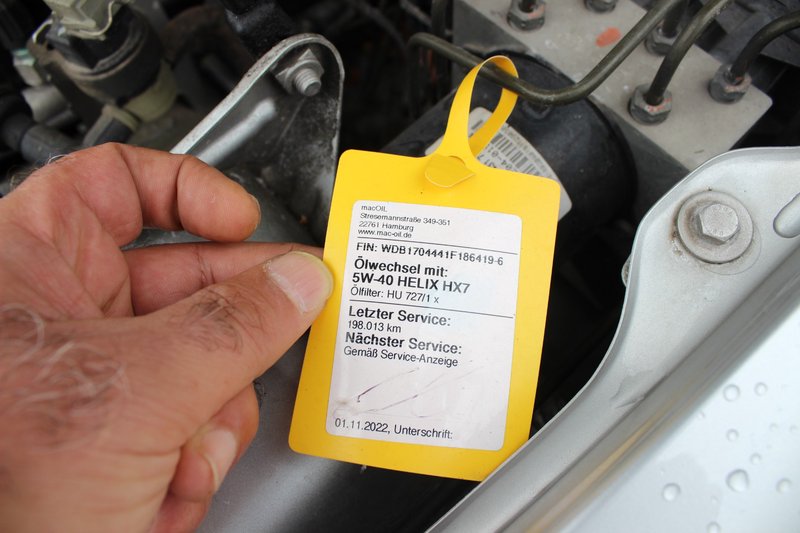 macOIL
Stresemannstraße 349-351
22761 Hamburg
www.mac-oil.de
FIN: WDB1704441F186419-6
Ölwechsel mit:
5W-40 HELIX HX7
Ölfilter: HU 727/1 x
Letzter Service:
198.013 km
Nächster Service:
Gemäß Service-Anzeige
01.11.2022, Unterschrift: